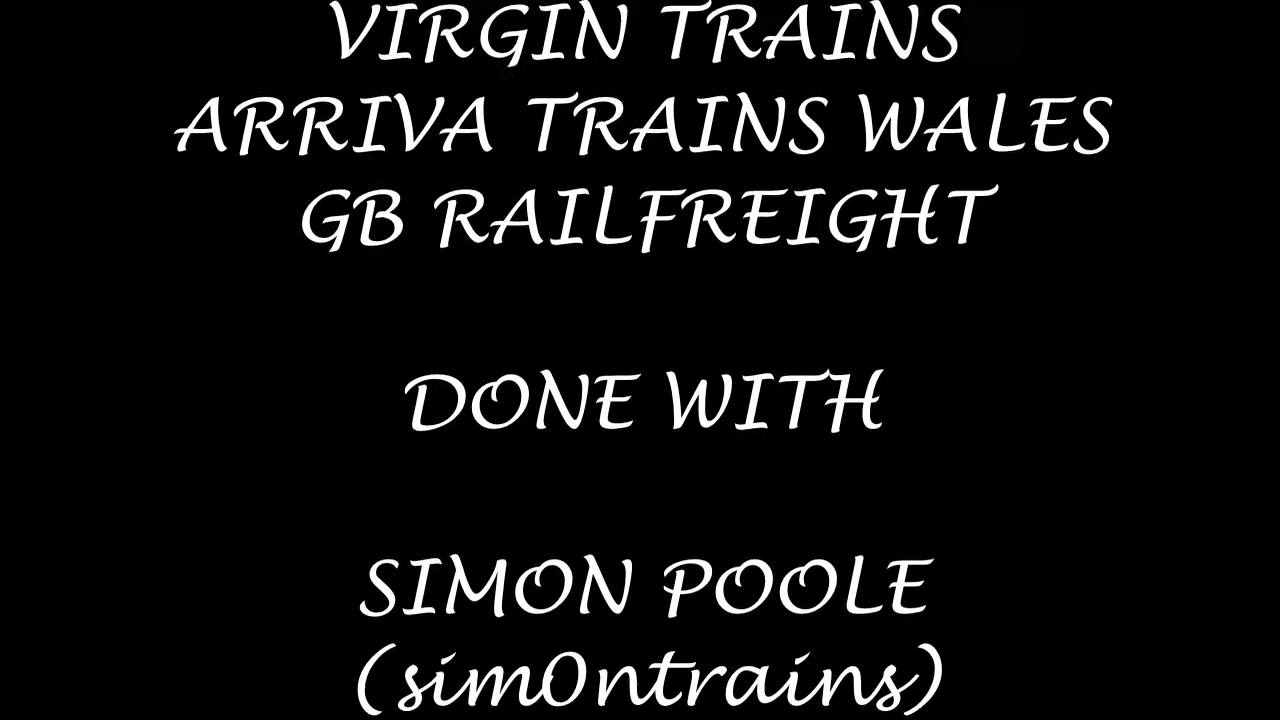 VIRGIN TRAINS
ARRIVA TRAINS WALES
GB RAILFREIGHT
DONE WITH
SIMON POOLE
(sim0ntrains)